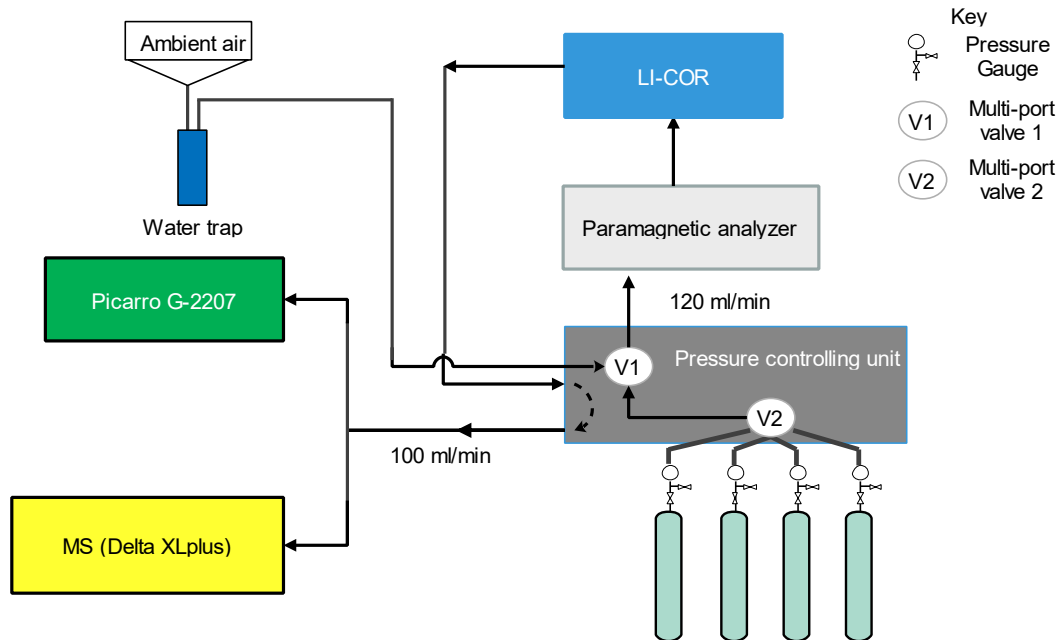 Ambient air
Water trap
Picarro G-2207
MS (Delta XLplus)
LI-COR
Paramagnetic analyzer
120 ml/min
V1
Pressure controlling unit
V2
100 ml/min
Key
Pressure
Gauge
V1
Multi-port
valve 1
V2
Multi-port
valve 2